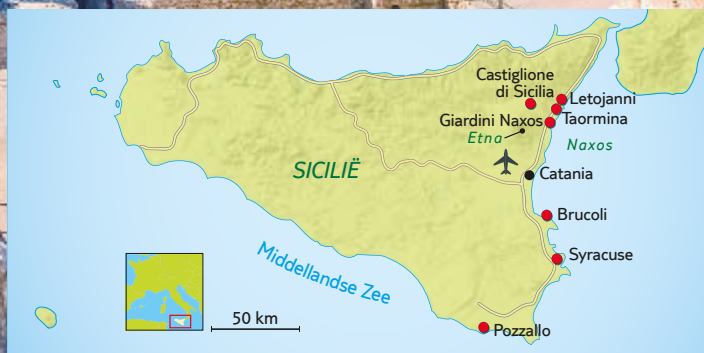 Castiglione
di Sicilia
Letojanni
Taormina
Giardini Naxos
Etna
Naxos
SICILIË
Catania
Brucoli
Middellandse Zee
Syracuse
50 km
Pozzallo